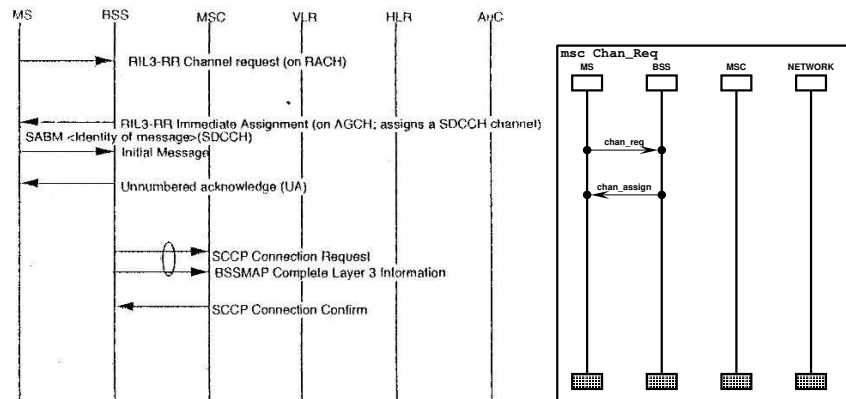 MS BSS MSC VLR HLR AuC
RIL3-RR Channel request (on RACH)
RIL3-RR Immediate Assignment (on AGCH; assigns a SDCCH channel)
SABM <Identity of message>(SDCCH)
Initial Message
Unnumbered acknowledge (UA)
SCCP Connection Request
BSSMAP Complete Layer 3 Information
SCCP Connection Confirm
msc Chan_Req
MS BSS MSC NETWORK
chan_req
chan_assign